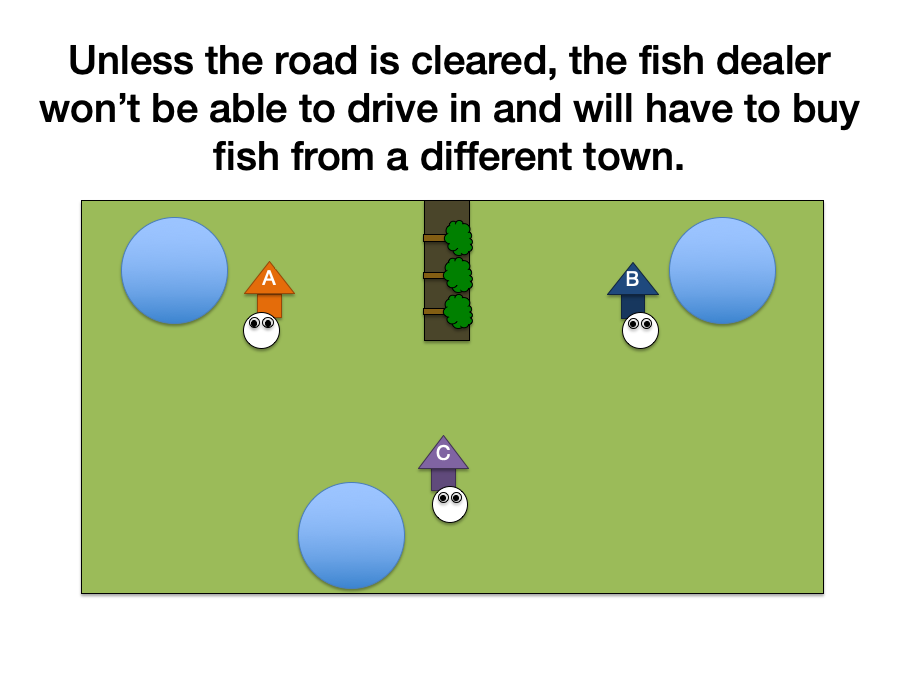 Unless the road is cleared, the fish dealer
won’t be able to drive in and will have to buy
fish from a different town.
A
B
C